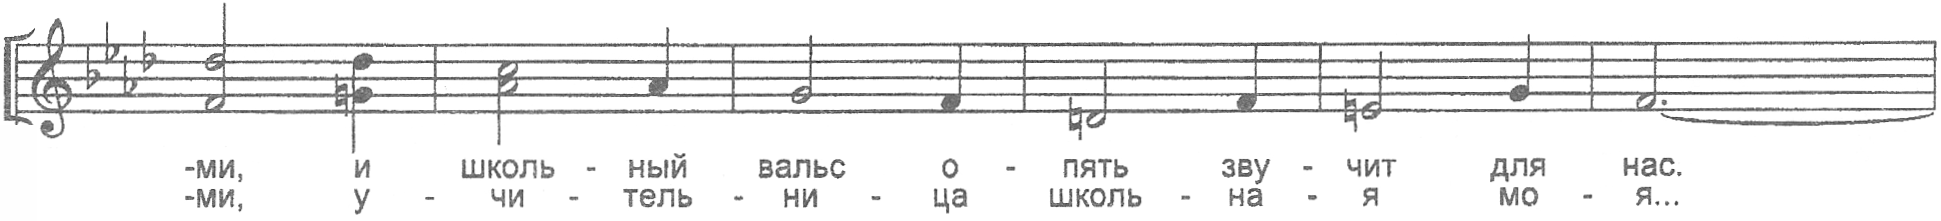 -ми, и школь - ный вальс о - пять зву - чит для нас.
-ми, у - чи - тель - ни - ца школь - на - я мо - я...